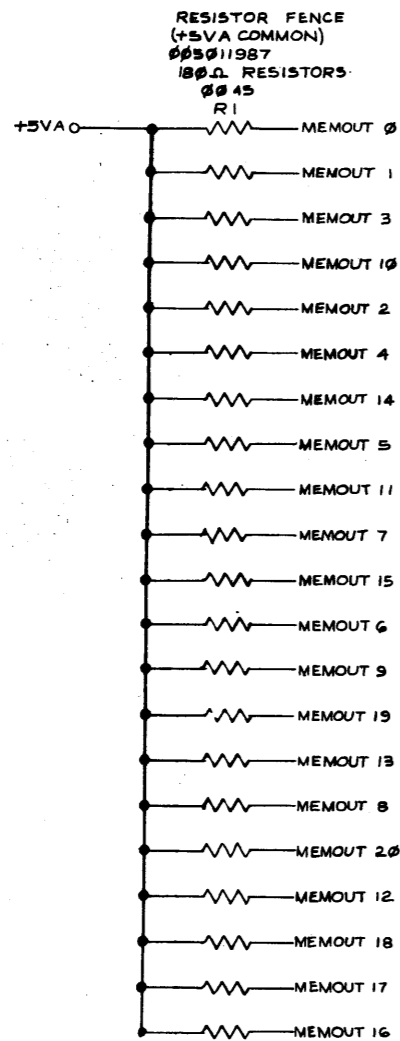 RESISTOR FENCE
(+5VA COMMON)
ØØ5Ø11987
18Ø Ω RESISTORS
ØØ45
R1
+5VA MEMOUT Ø
MEMOUT 1
MEMOUT 3
MEMOUT 1Ø
MEMOUT 2
MEMOUT 4
MEMOUT 14
MEMOUT 5
MEMOUT 11
MEMOUT 7
MEMOUT 15
MEMOUT 6
MEMOUT 9
MEMOUT 19
MEMOUT 13
MEMOUT 8
MEMOUT 2Ø
MEMOUT 12
MEMOUT 18
MEMOUT 17
MEMOUT 16